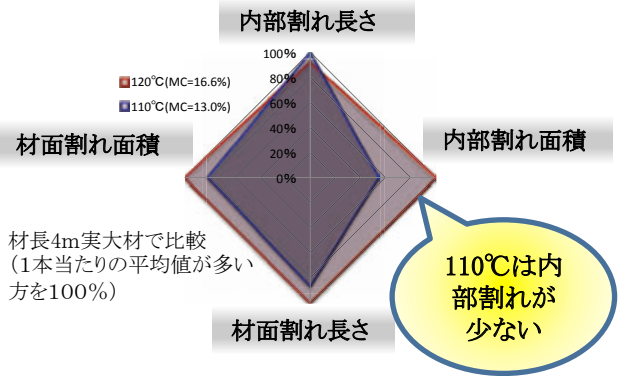 内部割れ長さ
100%
80%
60%
40%
20%
0%
120℃(MC=16.6%)
110℃(MC=13.0%)
材面割れ面積
内部割れ面積
材長4m実大材で比較
（1本当たりの平均値が多い
方を100％）
材面割れ長さ
110℃は内
部割れが
少ない